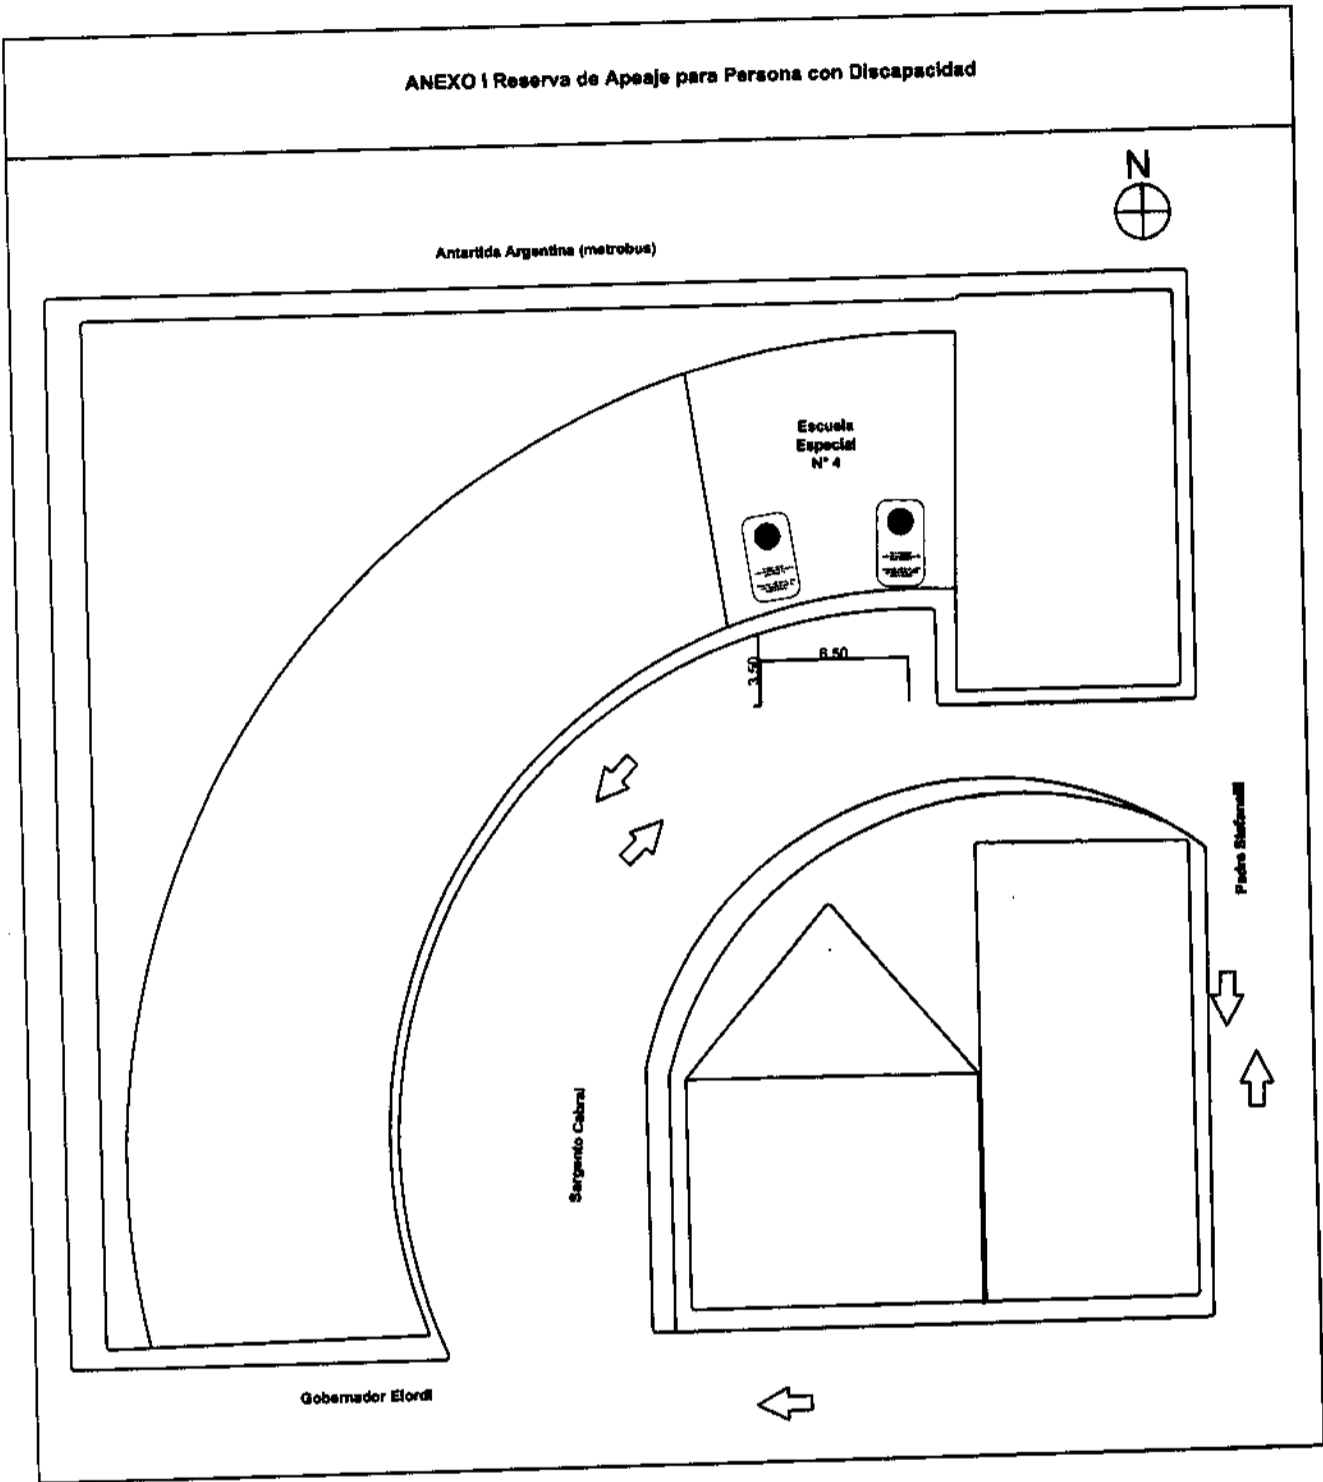 ANEXO I Reserva de Apeaje para Persona con Discapacidad
N
Antartida Argentina (metrobus)
Escuela
Especial
N° 4
3.50
6.50
Padre Stefanelli
Sargento Cabral
Gobernador Elordi